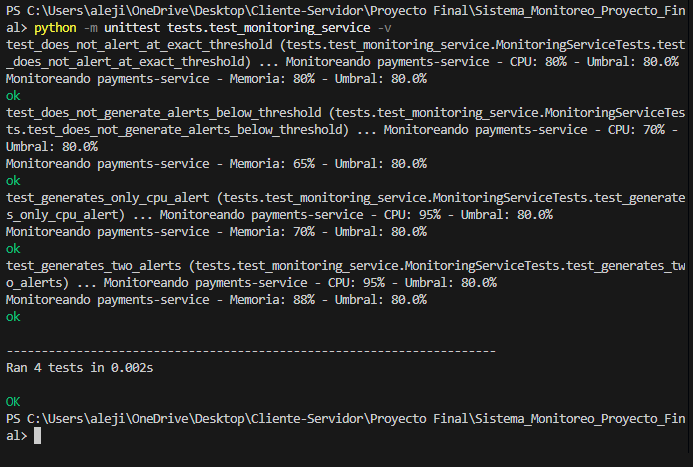 PS C:\Users\aleji\OneDrive\Desktop\Cliente-Servidor\Proyecto Final\Sistema_Monitoreo_Proyecto_Fin
al> python -m unittest tests.test_monitoring_service -v
test_does_not_alert_at_exact_threshold (tests.test_monitoring_service.MonitoringServiceTests.test
_does_not_alert_at_exact_threshold) ... Monitoreando payments-service - CPU: 80% - Umbral: 80.0%
Monitoreando payments-service - Memoria: 80% - Umbral: 80.0%
ok
test_does_not_generate_alerts_below_threshold (tests.test_monitoring_service.MonitoringServiceTes
ts.test_does_not_generate_alerts_below_threshold) ... Monitoreando payments-service - CPU: 70% -
Umbral: 80.0%
Monitoreando payments-service - Memoria: 65% - Umbral: 80.0%
ok
test_generates_only_cpu_alert (tests.test_monitoring_service.MonitoringServiceTests.test_generate
s_only_cpu_alert) ... Monitoreando payments-service - CPU: 95% - Umbral: 80.0%
Monitoreando payments-service - Memoria: 70% - Umbral: 80.0%
ok
test_generates_two_alerts (tests.test_monitoring_service.MonitoringServiceTests.test_generates_tw
o_alerts) ... Monitoreando payments-service - CPU: 95% - Umbral: 80.0%
Monitoreando payments-service - Memoria: 88% - Umbral: 80.0%
ok
----------------------------------------------------------------------
Ran 4 tests in 0.002s
OK
PS C:\Users\aleji\OneDrive\Desktop\Cliente-Servidor\Proyecto Final\Sistema_Monitoreo_Proyecto_Fin
al>